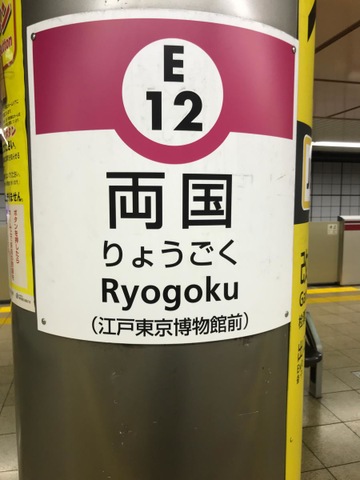 E
12
両国
りょうごく
Ryogoku
(江戸東京博物館前)